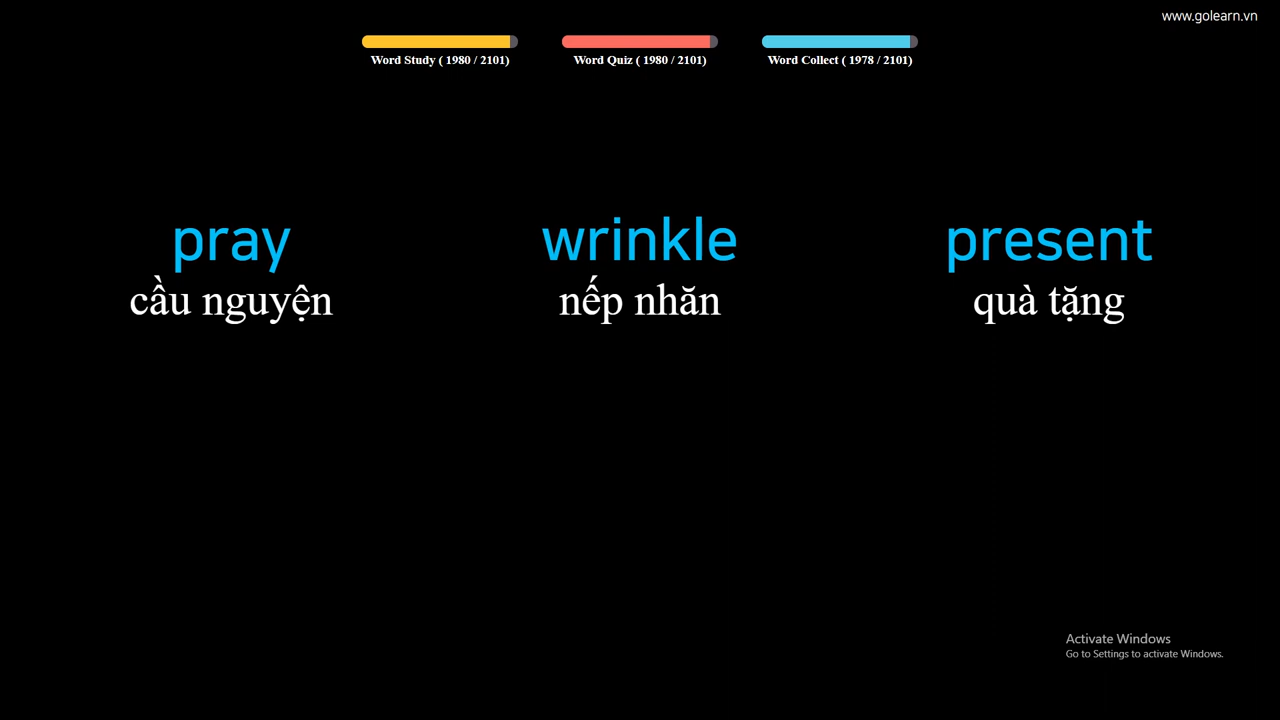 www.golearn.vn
Word Study ( 1980 / 2101)
Word Quiz ( 1980 / 2101)
Word Collect ( 1978 / 2101)
pray
cầu nguyện
wrinkle
nếp nhăn
present
quà tặng
Activate Windows
Go to Settings to activate Windows.